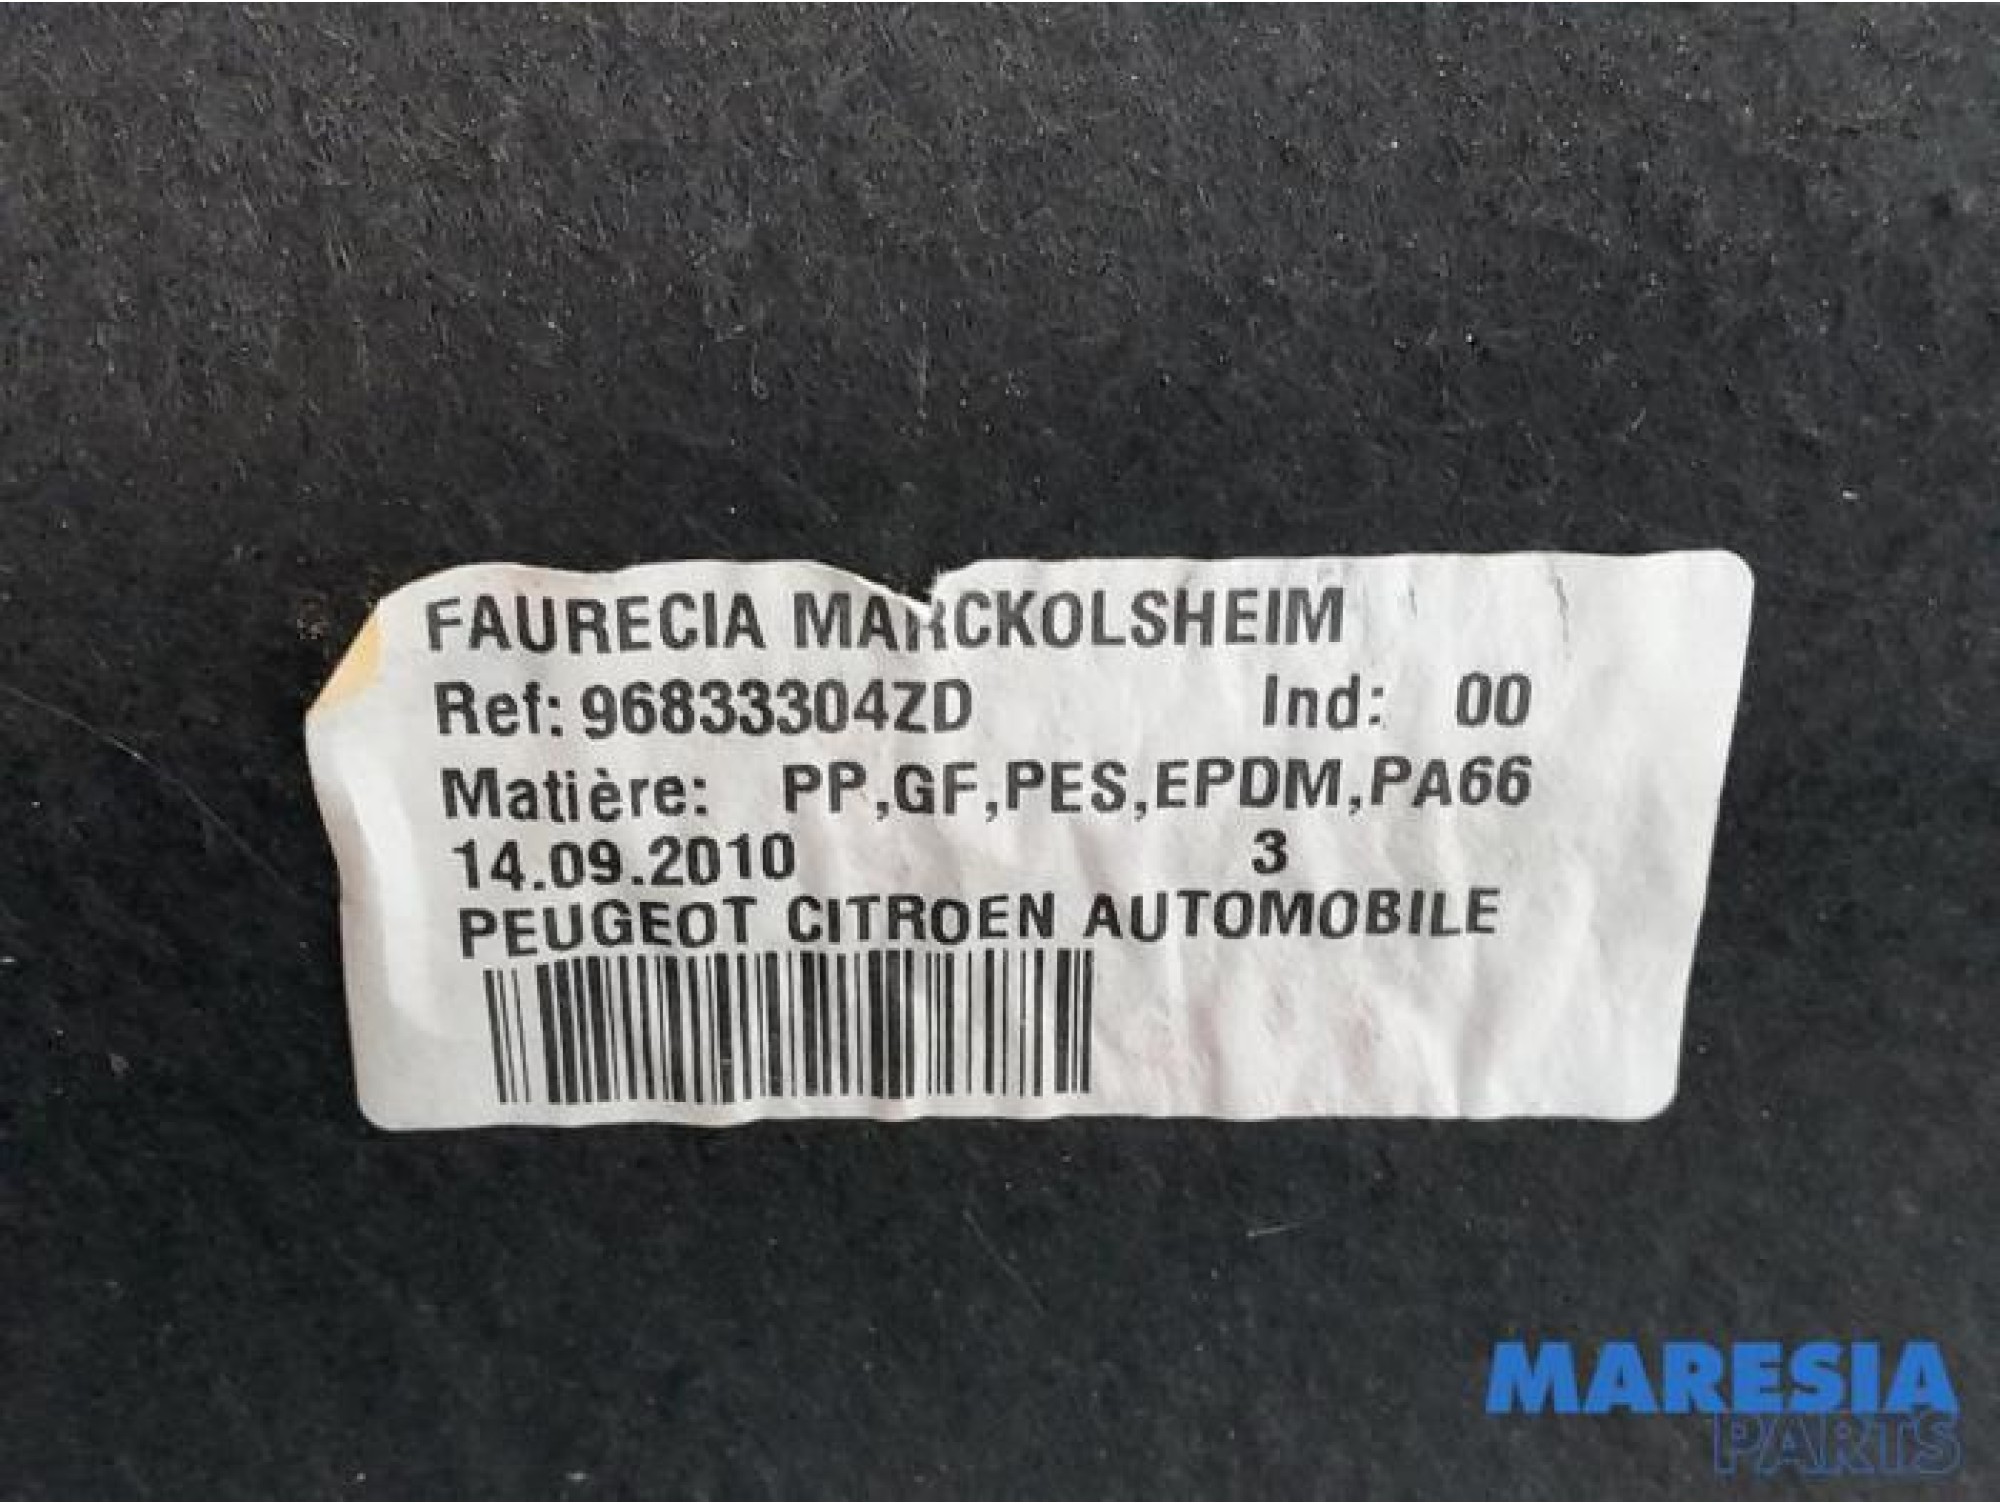 FAURECIA MARCKOLSHEIM
Ref: 96833304ZD Ind: 00
Matière: PP,GF,PES,EPDM,PA66
14.09.2010 3
PEUGEOT CITROEN AUTOMOBILE
MARESIA
PARTS